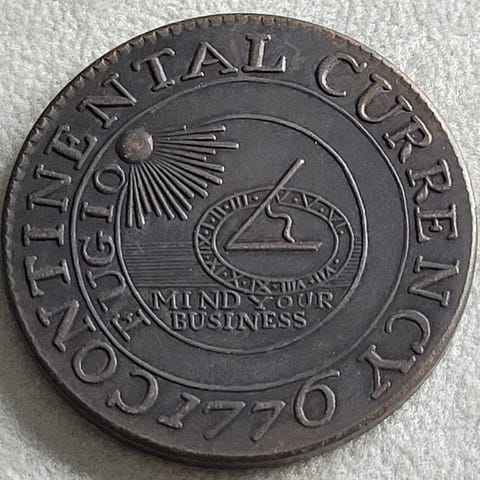 CONTINENTAL CURRENCY
1776
FUGIO
MIND YOUR
BUSINESS